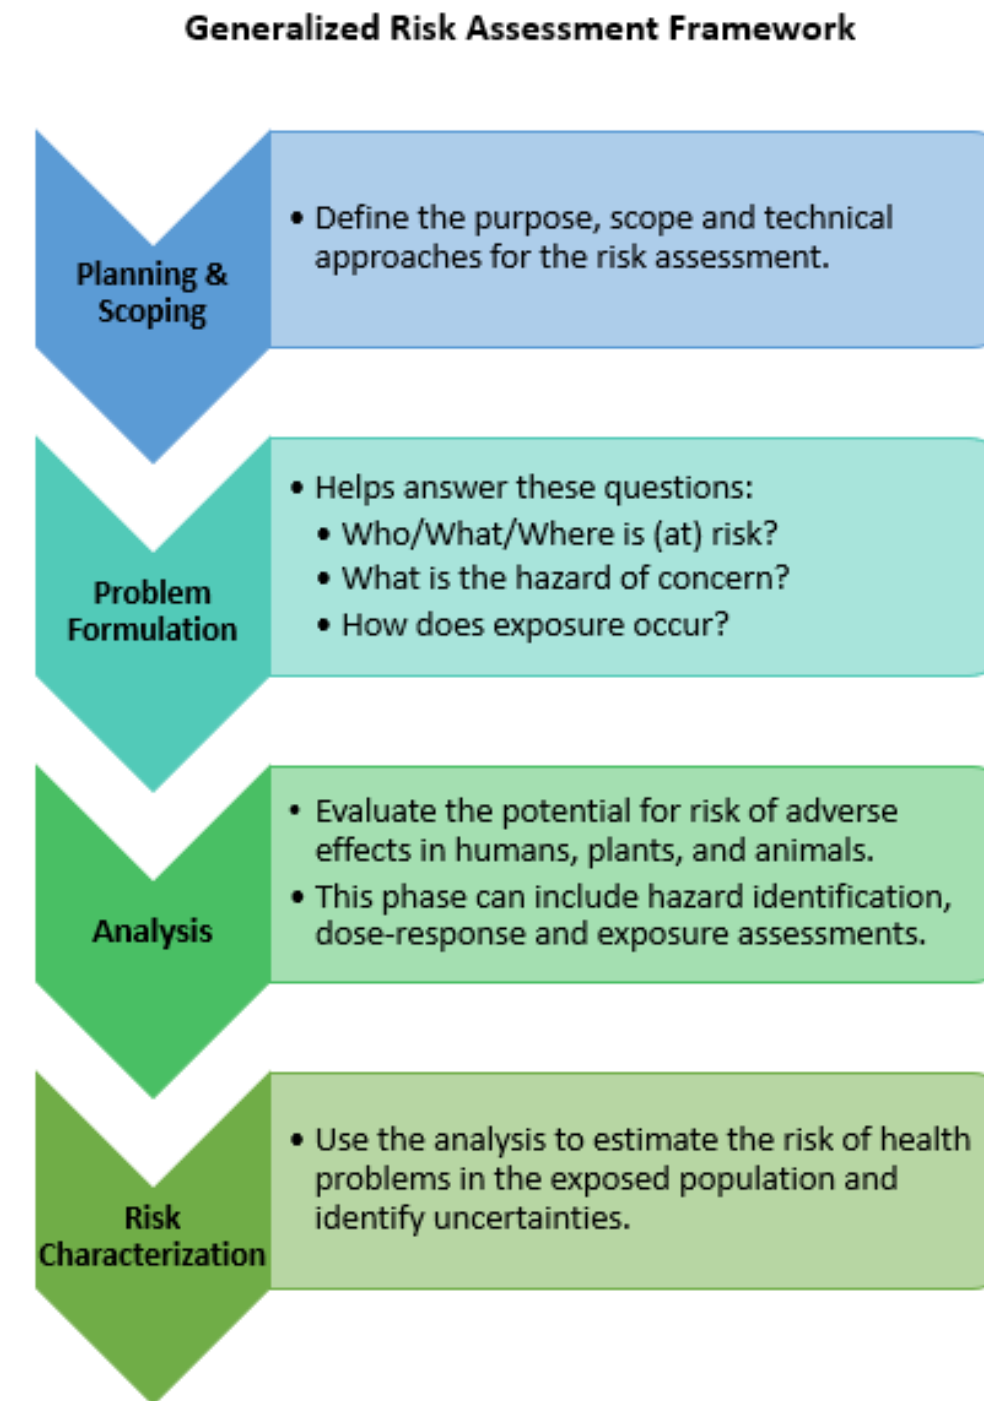 Generalized Risk Assessment Framework
Planning &
Scoping
• Define the purpose, scope and technical
approaches for the risk assessment.
Problem
Formulation
• Helps answer these questions:
• Who/What/Where is (at) risk?
• What is the hazard of concern?
• How does exposure occur?
Analysis
• Evaluate the potential for risk of adverse
effects in humans, plants, and animals.
• This phase can include hazard identification,
dose-response and exposure assessments.
Risk
Characterization
• Use the analysis to estimate the risk of health
problems in the exposed population and
identify uncertainties.